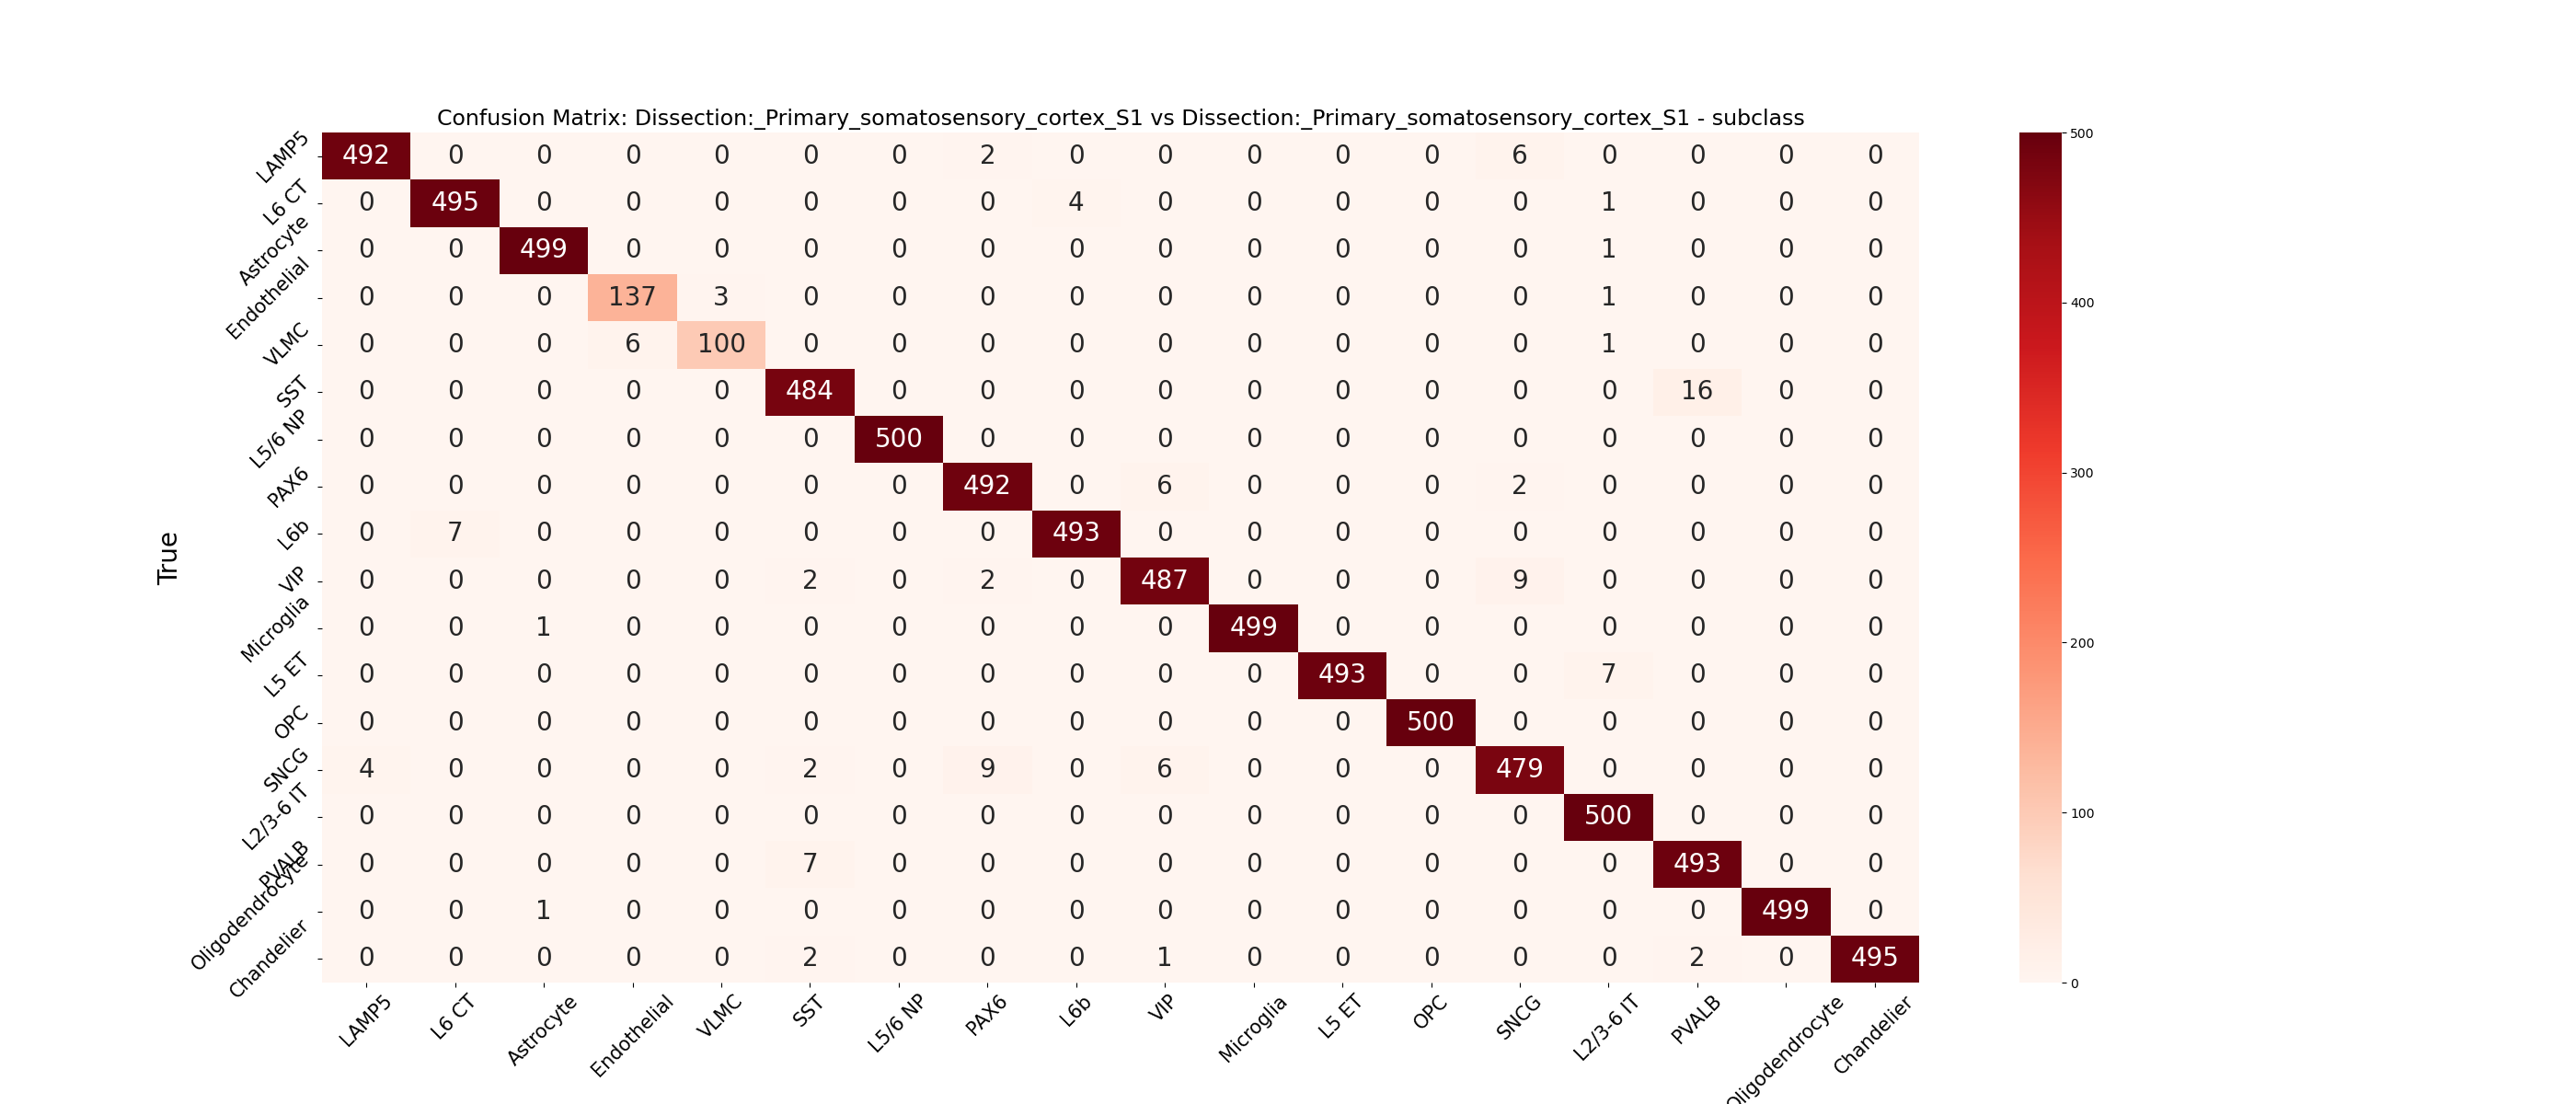 Confusion Matrix: Dissection:_Primary_somatosensory_cortex_S1 vs Dissection:_Primary_somatosensory_cortex_S1 - subclass
LAMP5 492 0 0 0 0 0 0 2 0 0 0 0 0 6 0 0 0 0
L6 CT 0 495 0 0 0 0 0 0 4 0 0 0 0 0 1 0 0 0
Astrocyte 0 0 499 0 0 0 0 0 0 0 0 0 0 0 1 0 0 0
Endothelial 0 0 0 137 3 0 0 0 0 0 0 0 0 0 1 0 0 0
VLMC 0 0 0 6 100 0 0 0 0 0 0 0 0 0 1 0 0 0
SST 0 0 0 0 0 484 0 0 0 0 0 0 0 0 0 16 0 0
L5/6 NP 0 0 0 0 0 0 500 0 0 0 0 0 0 0 0 0 0 0
PAX6 0 0 0 0 0 0 0 492 0 6 0 0 0 2 0 0 0 0
L6b 0 7 0 0 0 0 0 0 493 0 0 0 0 0 0 0 0 0
VIP 0 0 0 0 0 2 0 2 0 487 0 0 0 9 0 0 0 0
Microglia 0 0 1 0 0 0 0 0 0 0 499 0 0 0 0 0 0 0
L5 ET 0 0 0 0 0 0 0 0 0 0 0 493 0 0 7 0 0 0
OPC 0 0 0 0 0 0 0 0 0 0 0 0 500 0 0 0 0 0
SNCG 4 0 0 0 0 2 0 9 0 6 0 0 0 479 0 0 0 0
L2/3-6 IT 0 0 0 0 0 0 0 0 0 0 0 0 0 0 500 0 0 0
PVALB 0 0 0 0 0 7 0 0 0 0 0 0 0 0 0 493 0 0
Oligodendrocyte 0 0 1 0 0 0 0 0 0 0 0 0 0 0 0 0 499 0
Chandelier 0 0 0 0 0 2 0 0 0 1 0 0 0 0 0 2 0 495
True
LAMP5 L6 CT Astrocyte Endothelial VLMC SST L5/6 NP PAX6 L6b VIP Microglia L5 ET OPC SNCG L2/3-6 IT PVALB Oligodendrocyte Chandelier
500
400
300
200
100
0